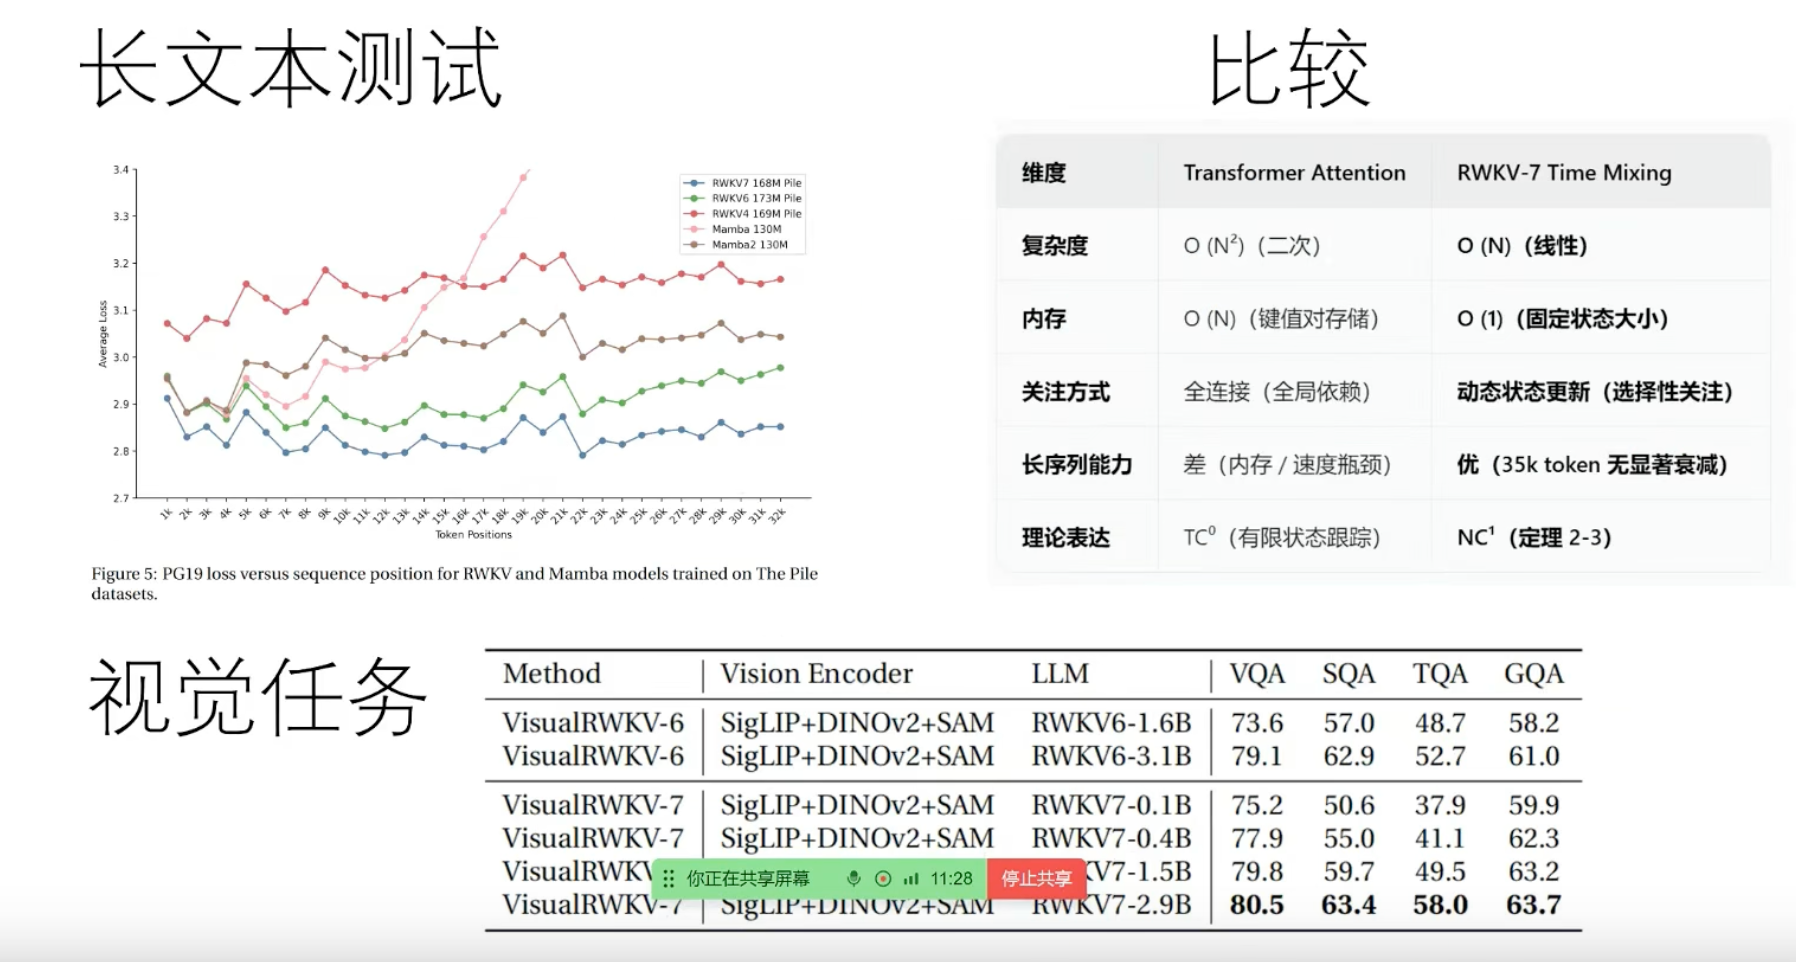 长文本测试
3.4
3.3
3.2
3.1
3.0
2.9
2.8
2.7
Average Loss
RWKV7 168M Pile
RWKV6 173M Pile
RWKV4 169M Pile
Mamba 130M
Mamba2 130M
1k 2k 3k 4k 5k 6k 7k 8k 9k 10k 11k 12k 13k 14k 15k 16k 17k 18k 19k 20k 21k 22k 23k 24k 25k 26k 27k 28k 29k 30k 31k 32k
Token Positions
Figure 5: PG19 loss versus sequence position for RWKV and Mamba models trained on The Pile
datasets.
比较
维度 Transformer Attention RWKV-7 Time Mixing
复杂度 O (N²)(二次) O (N)(线性)
内存 O (N)(键值对存储) O (1)(固定状态大小)
关注方式 全连接(全局依赖) 动态状态更新(选择性关注)
长序列能力 差(内存 / 速度瓶颈) 优(35k token 无显著衰减)
理论表达 TC⁰(有限状态跟踪) NC¹(定理 2-3)
视觉任务
Method Vision Encoder LLM VQA SQA TQA GQA
VisualRWKV-6 SigLIP+DINOv2+SAM RWKV6-1.6B 73.6 57.0 48.7 58.2
VisualRWKV-6 SigLIP+DINOv2+SAM RWKV6-3.1B 79.1 62.9 52.7 61.0
VisualRWKV-7 SigLIP+DINOv2+SAM RWKV7-0.1B 75.2 50.6 37.9 59.9
VisualRWKV-7 SigLIP+DINOv2+SAM RWKV7-0.4B 77.9 55.0 41.1 62.3
VisualRWKV V7-1.5B 79.8 59.7 49.5 63.2
你正在共享屏幕 11:28 停止共享
VisualRWKV-7 SigLIP+DINOv2+SAM RWKV7-2.9B 80.5 63.4 58.0 63.7